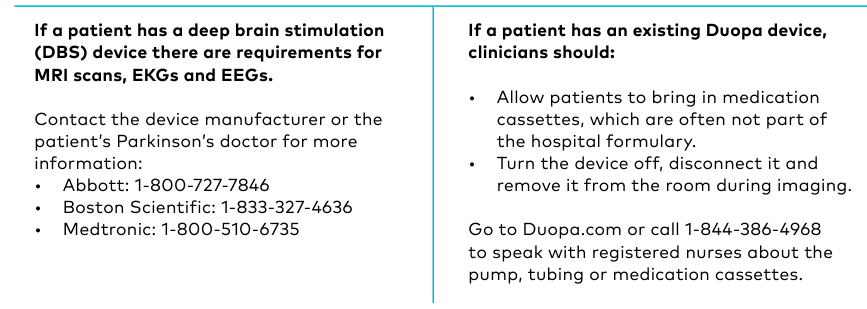 If a patient has a deep brain stimulation
(DBS) device there are requirements for
MRI scans, EKGs and EEGs.
Contact the device manufacturer or the
patient's Parkinson's doctor for more
information:
• Abbott: 1-800-727-7846
• Boston Scientific: 1-833-327-4636
• Medtronic: 1-800-510-6735
If a patient has an existing Duopa device,
clinicians should:
• Allow patients to bring in medication
cassettes, which are often not part of
the hospital formulary.
• Turn the device off, disconnect it and
remove it from the room during imaging.
Go to Duopa.com or call 1-844-386-4968
to speak with registered nurses about the
pump, tubing or medication cassettes.